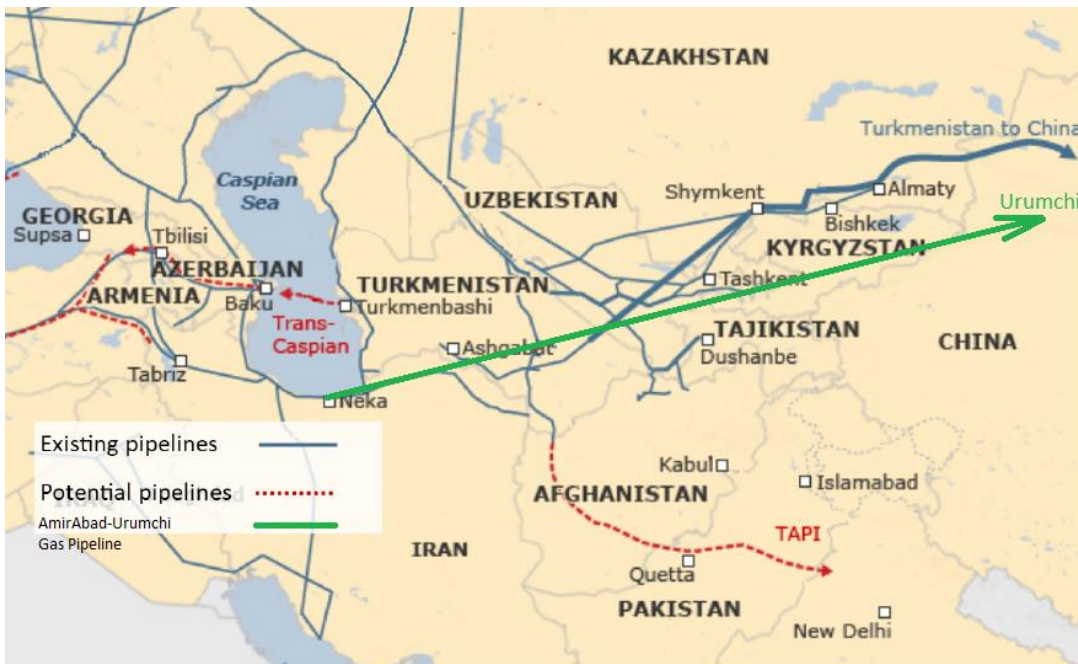 KAZAKHSTAN
Turkmenistan to China
Caspian
Sea
UZBEKISTAN
Shymkent
Almaty
Urumchi
GEORGIA
Supsa
Tbilisi
Bishkek
KYRGYZSTAN
AZERBAIJAN
ARMENIA
Baku
TURKMENISTAN
Turkmenbashi
Tashkent
Trans-
Caspian
TAJIKISTAN
Dushanbe
CHINA
Tabriz
Ashgabat
Neka
Existing pipelines
Potential pipelines
AmirAbad-Urumchi
Gas Pipeline
Kabul
Islamabad
AFGHANISTAN
IRAN
TAPI
Quetta
PAKISTAN
New Delhi